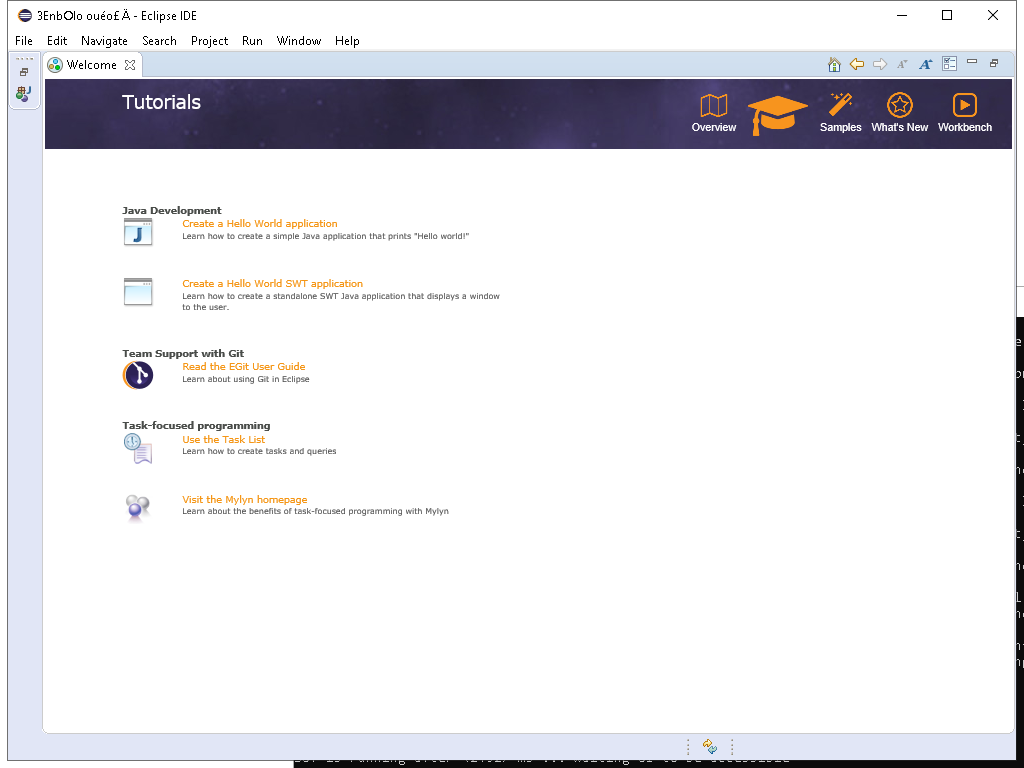 3EnbOlo ouéo£Ä - Eclipse IDE
File Edit Navigate Search Project Run Window Help
Welcome
Tutorials
Overview
Samples
What's New
Workbench
Java Development
Create a Hello World application
Learn how to create a simple Java application that prints "Hello world!"
Create a Hello World SWT application
Learn how to create a standalone SWT Java application that displays a window
to the user.
Team Support with Git
Read the EGit User Guide
Learn about using Git in Eclipse
Task-focused programming
Use the Task List
Learn how to create tasks and queries
Visit the Mylyn homepage
Learn about the benefits of task-focused programming with Mylyn